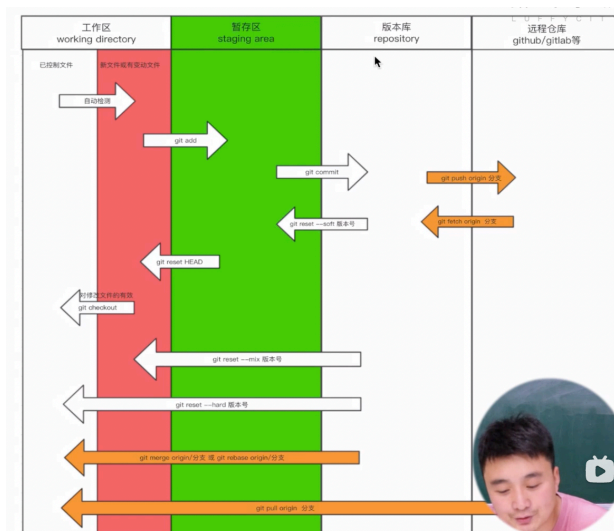 LUFFYCITY
工作区
working directory
暂存区
staging area
版本库
repository
远程仓库
github/gitlab等
已控制文件
新文件或有变动文件
自动检测
git add
git commit
git push origin 分支
git reset --soft 版本号
git fetch origin 分支
git reset HEAD
对修改文件的有效
git checkout
git reset --mix 版本号
git reset --hard 版本号
git merge origin/分支 或 git rebase origin/分支
git pull origin 分支